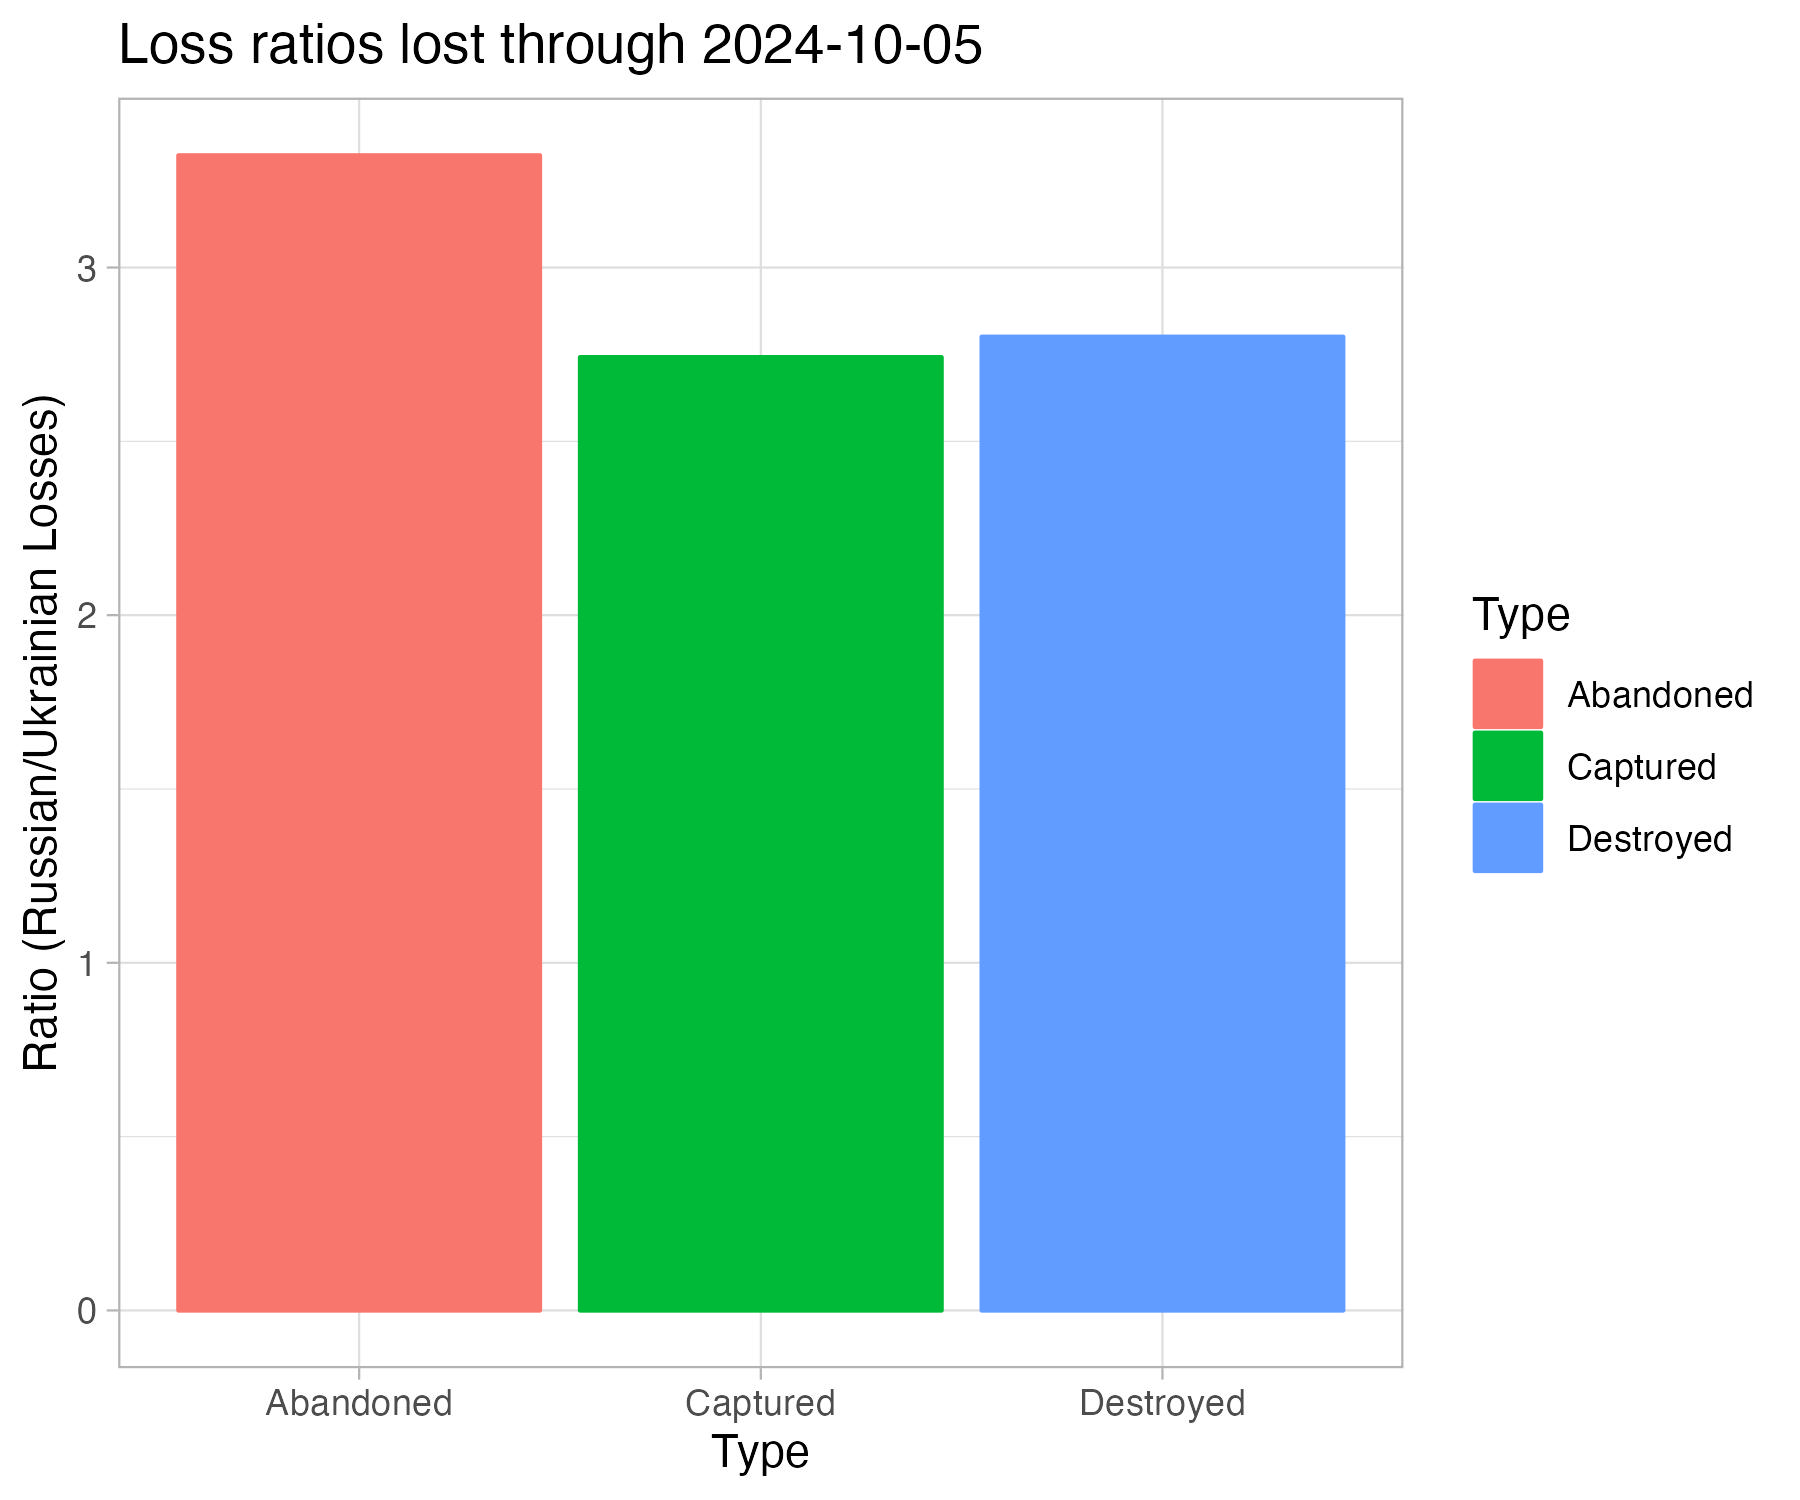 Loss ratios lost through 2024-10-05
Ratio (Russian/Ukrainian Losses)
3
2
1
0
Abandoned
Captured
Destroyed
Type
Type
Abandoned
Captured
Destroyed